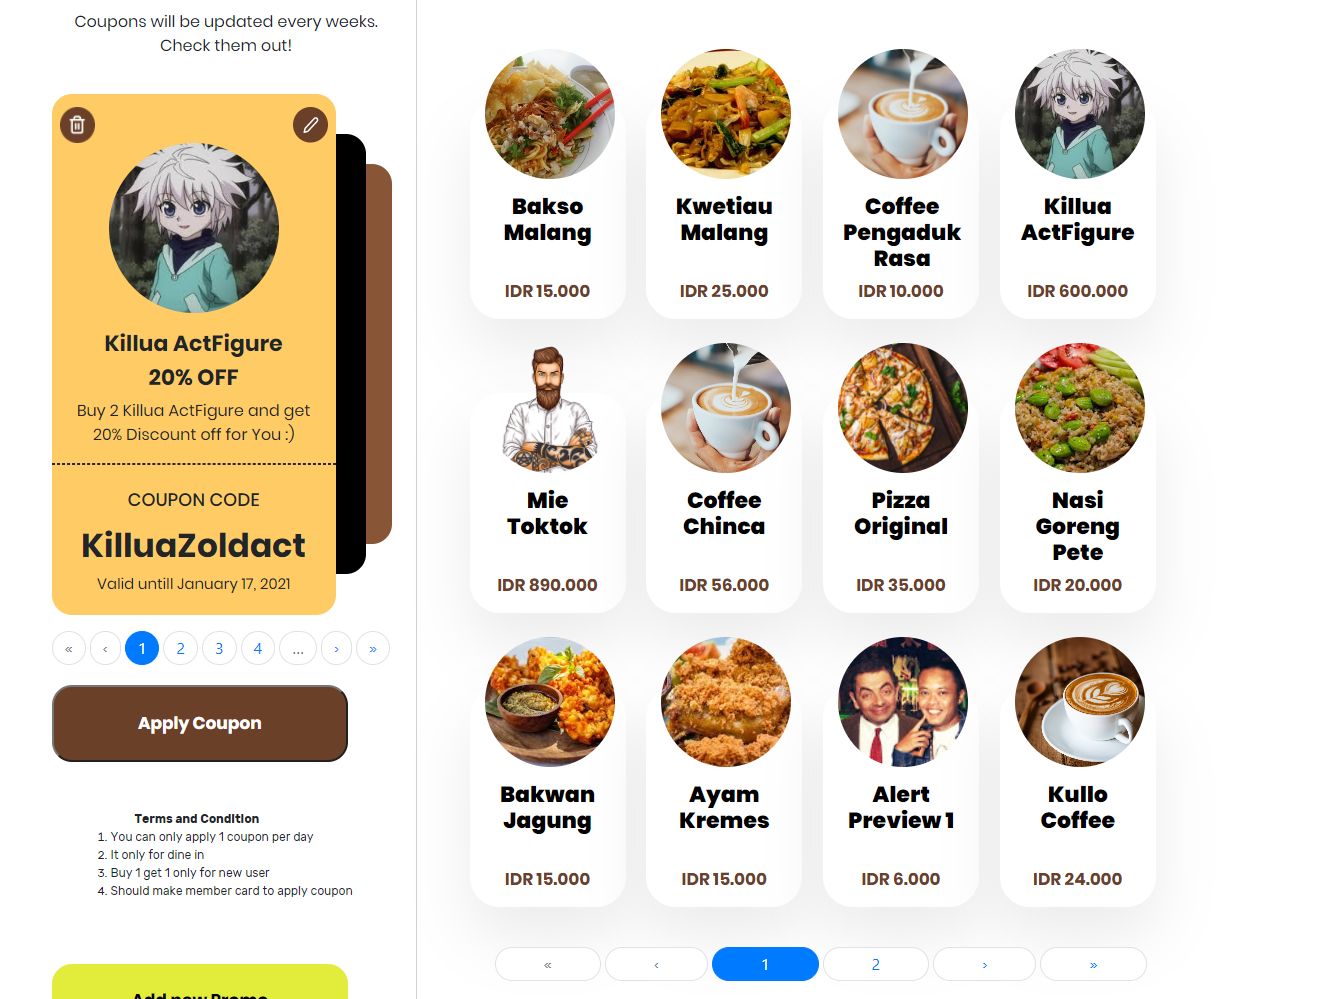 Coupons will be updated every weeks.
Check them out!
Killua ActFigure
20% OFF
Buy 2 Killua ActFigure and get
20% Discount off for You :)
COUPON CODE
KilluaZoldact
Valid untill January 17, 2021
« ‹ 1 2 3 4 ... › »
Apply Coupon
Terms and Condition
1. You can only apply 1 coupon per day
2. It only for dine in
3. Buy 1 get 1 only for new user
4. Should make member card to apply coupon
Add new Promo
Bakso
Malang
IDR 15.000
Kwetiau
Malang
IDR 25.000
Coffee
Pengaduk
Rasa
IDR 10.000
Killua
ActFigure
IDR 600.000
Mie
Toktok
IDR 890.000
Coffee
Chinca
IDR 56.000
Pizza
Original
IDR 35.000
Nasi
Goreng
Pete
IDR 20.000
Bakwan
Jagung
IDR 15.000
Ayam
Kremes
IDR 15.000
Alert
Preview 1
IDR 6.000
Kullo
Coffee
IDR 24.000
« ‹ 1 2 › »